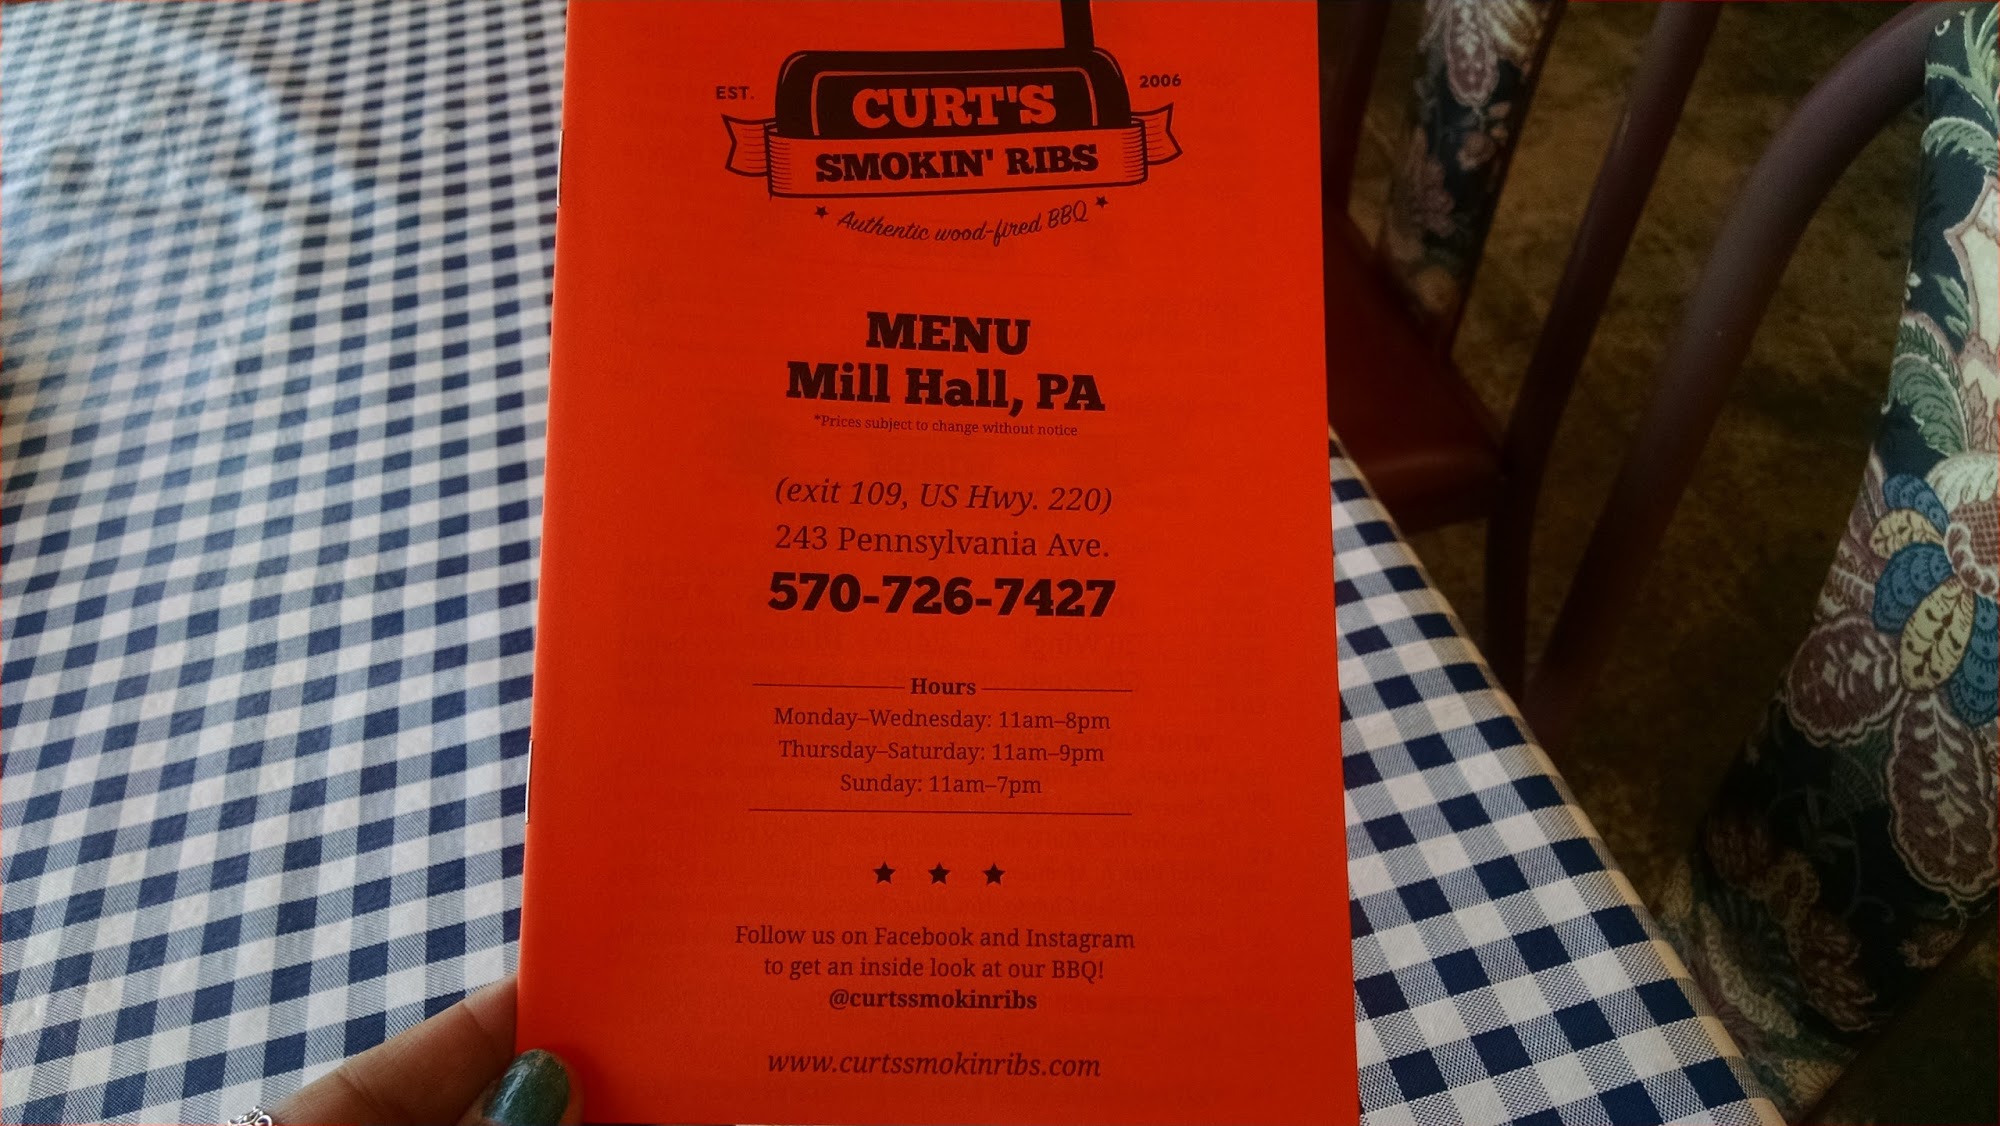 EST.
2006
CURT'S
SMOKIN' RIBS
Authentic wood-fired BBQ
MENU
Mill Hall, PA
*Prices subject to change without notice
(exit 109, US Hwy. 220)
243 Pennsylvania Ave.
570-726-7427
Hours
Monday–Wednesday: 11am–8pm
Thursday–Saturday: 11am–9pm
Sunday: 11am–7pm
Follow us on Facebook and Instagram
to get an inside look at our BBQ!
@curtssmokinribs
www.curtssmokinribs.com